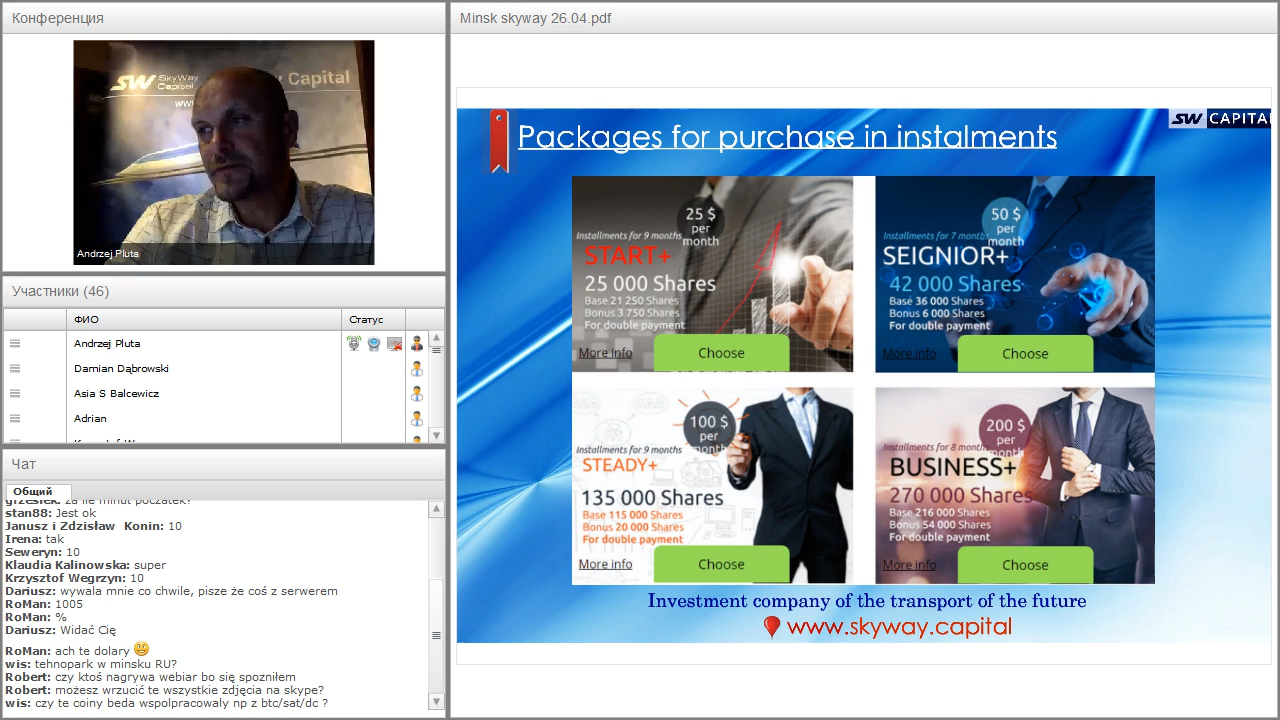 Конференция
SW SkyWay
Capital
Capital
www
Andrzej Pluta
Участники (46)
ФИО
Статус
Andrzej Pluta
Damian Dąbrowski
Asia S Balcewicz
Adrian
Чат
Общий
grzesiek: za ile minut początek?
stan88: Jest ok
Janusz i Zdzisław Konin: 10
Irena: tak
Seweryn: 10
Klaudia Kalinowska: super
Krzysztof Wegrzyn: 10
Dariusz: wywala mnie co chwile, pisze że coś z serwerem
RoMan: 1005
RoMan: %
Dariusz: Widać Cię
RoMan: ach te dolary
wis: tehnopark w minsku RU?
Robert: czy ktoś nagrywa webiar bo się spozniłem
Robert: możesz wrzucić te wszystkie zdjęcia na skype?
wis: czy te coiny beda wspolpracowaly np z btc/sat/dc ?
Minsk skyway 26.04.pdf
SW CAPITAL
Packages for purchase in instalments
25 $
per
month
Installments for 9 months
START+
25 000 Shares
Base 21 250 Shares
Bonus 3 750 Shares
For double payment
More info
Choose
50 $
per
month
Installments for 7 months
SEIGNIOR+
42 000 Shares
Base 36 000 Shares
Bonus 6 000 Shares
For double payment
More info
Choose
100 $
per
month
Installments for 9 months
STEADY+
135 000 Shares
Base 115 000 Shares
Bonus 20 000 Shares
For double payment
More info
Choose
200 $
per
month
Installments for 8 months
BUSINESS+
270 000 Shares
Base 216 000 Shares
Bonus 54 000 Shares
For double payment
More info
Choose
Investment company of the transport of the future
www.skyway.capital